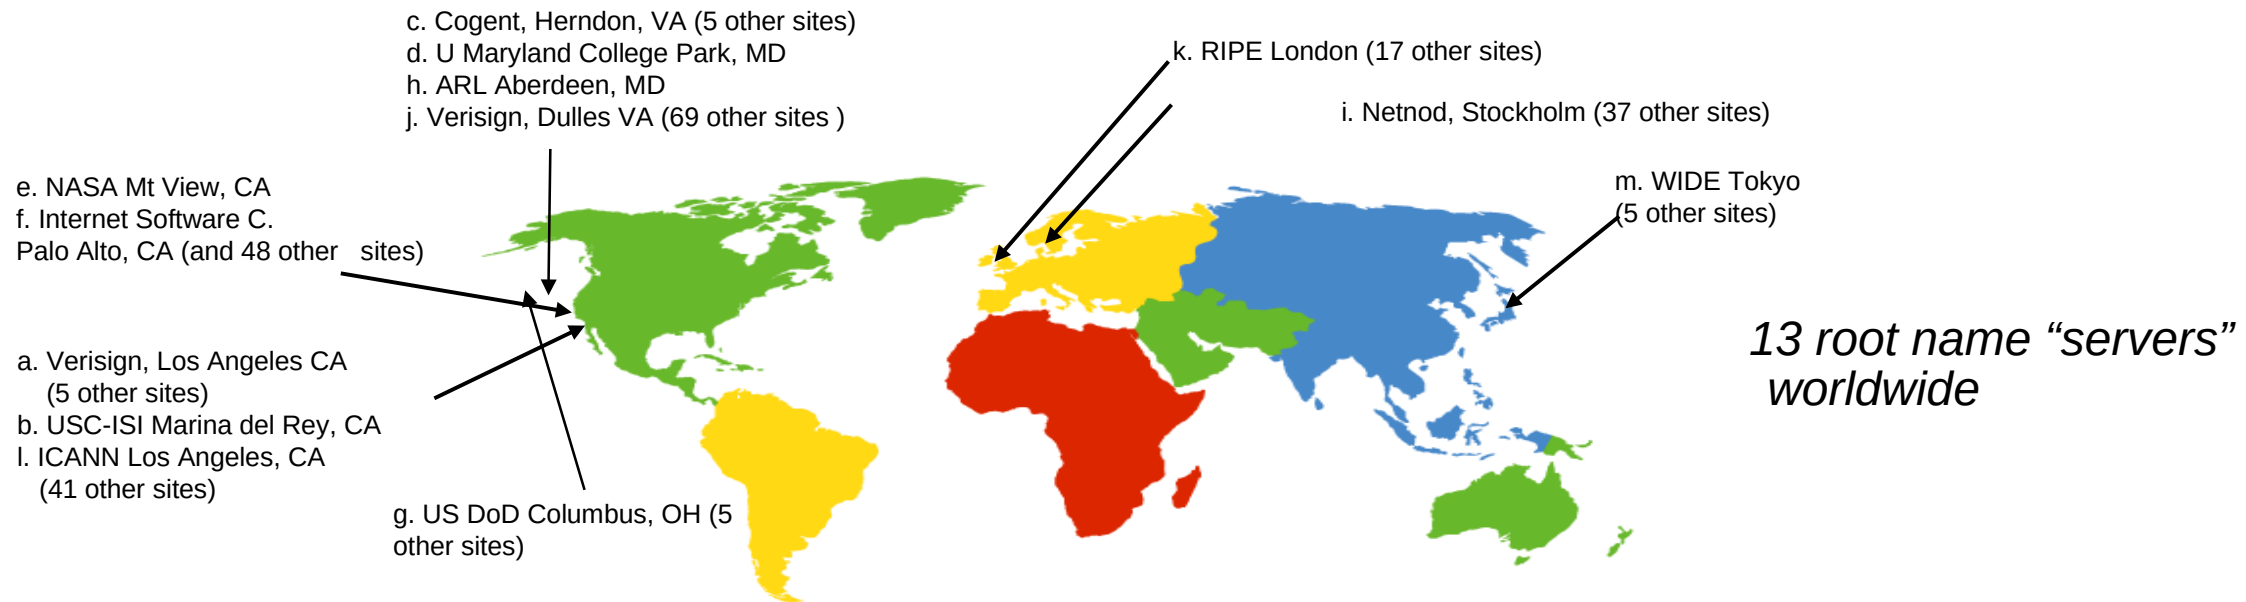 c. Cogent, Herndon, VA (5 other sites)
d. U Maryland College Park, MD
h. ARL Aberdeen, MD
j. Verisign, Dulles VA (69 other sites )
k. RIPE London (17 other sites)
i. Netnod, Stockholm (37 other sites)
m. WIDE Tokyo
(5 other sites)
e. NASA Mt View, CA
f. Internet Software C.
Palo Alto, CA (and 48 other   sites)
a. Verisign, Los Angeles CA
(5 other sites)
b. USC-ISI Marina del Rey, CA
l. ICANN Los Angeles, CA
(41 other sites)
g. US DoD Columbus, OH (5
other sites)
13 root name “servers”
worldwide